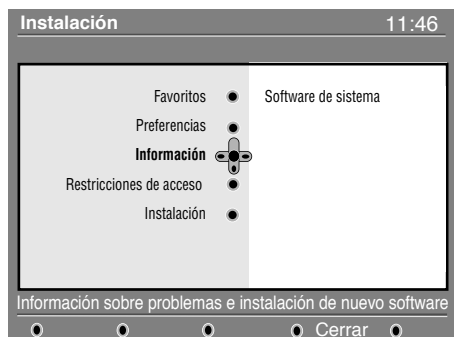 Instalación 11:46
Favoritos Software de sistema
Preferencias
Información
Restricciones de acceso
Instalación
Información sobre problemas e instalación de nuevo software
Cerrar